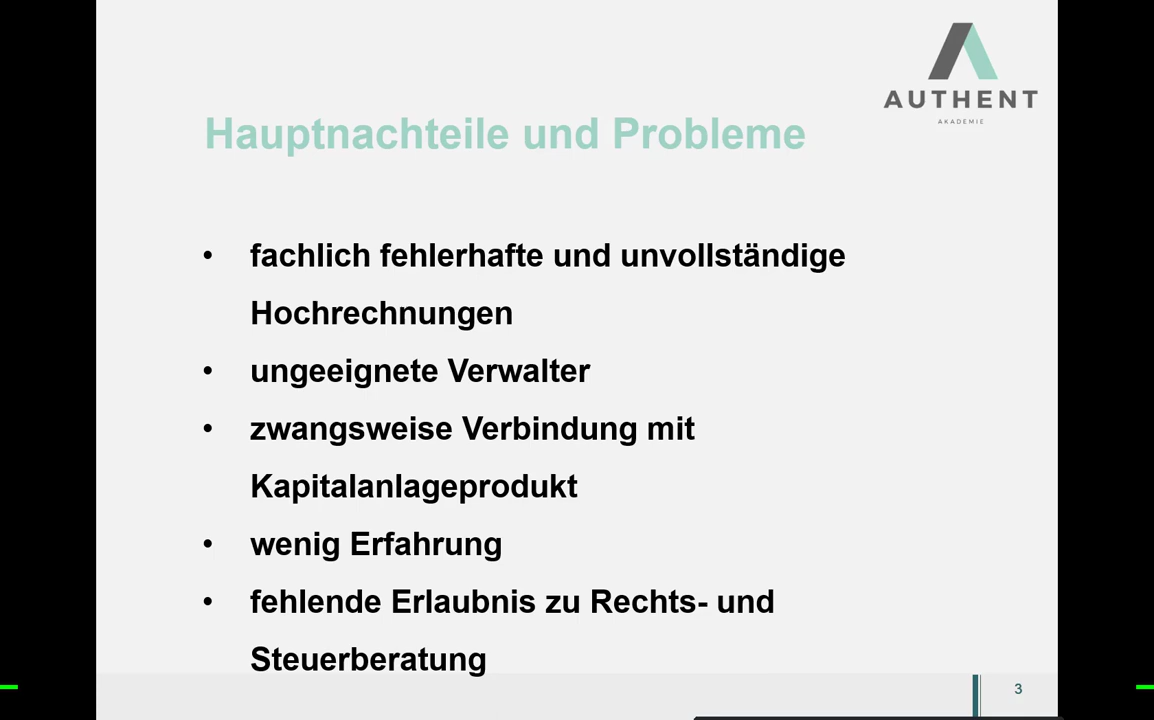 AUTHENT
AKADEMIE
Hauptnachteile und Probleme
• fachlich fehlerhafte und unvollständige
Hochrechnungen
• ungeeignete Verwalter
• zwangsweise Verbindung mit
Kapitalanlageprodukt
• wenig Erfahrung
• fehlende Erlaubnis zu Rechts- und
Steuerberatung
3